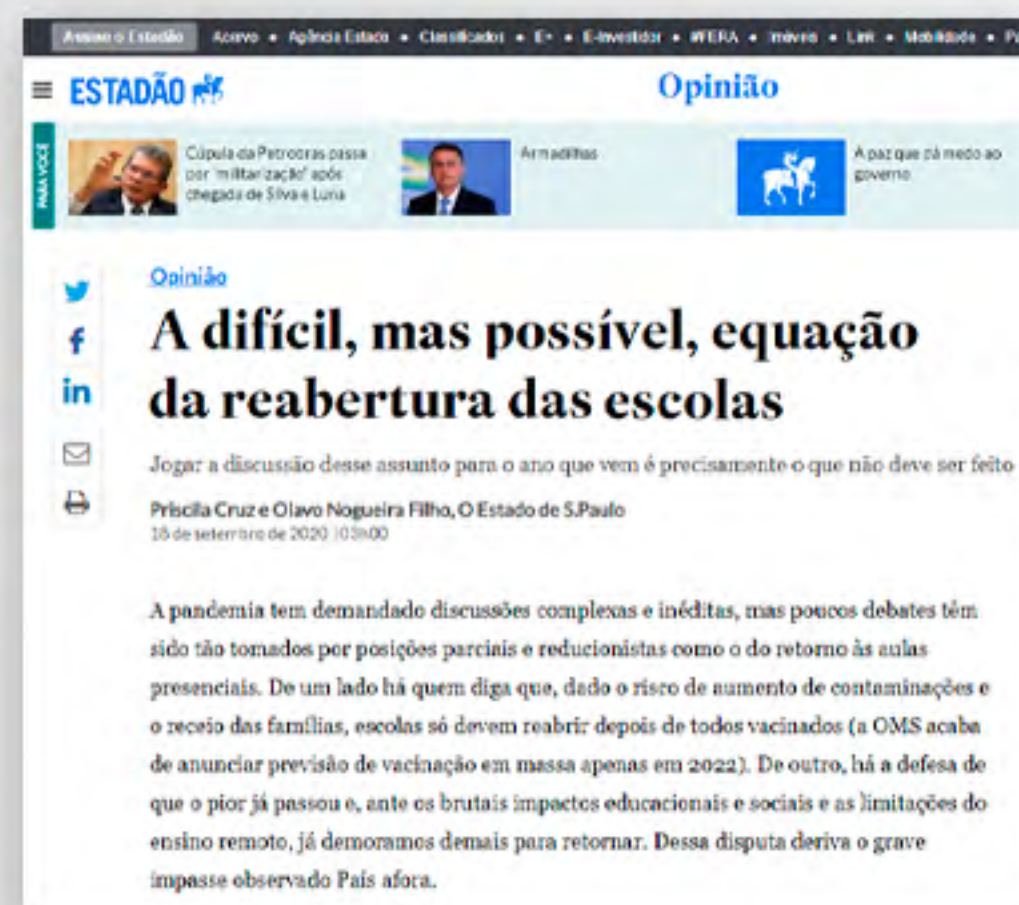 Assine o Estadão Acervo • Agência Estado • Classificados • E+ • E-Investidor • #FERA • Imóveis • Link • Mobilidade •
ESTADÃO
Opinião
PARA VOCÊ
Cúpula da Petrobras passa
por 'militarização' após
chegada de Silva e Luna
Armadilhas
A paz que dá medo ao
governo
Opinião
A difícil, mas possível, equação
da reabertura das escolas
Jogar a discussão desse assunto para o ano que vem é precisamente o que não deve ser feito
Priscila Cruz e Olavo Nogueira Filho, O Estado de S.Paulo
de setembro de 2020 | 03h00
A pandemia tem demandado discussões complexas e inéditas, mas poucos debates têm
sido tão tomados por posições parciais e reducionistas como o do retorno às aulas
presenciais. De um lado há quem diga que, dado o risco de aumento de contaminações e
o receio das famílias, escolas só devem reabrir depois de todos vacinados (a OMS acaba
de anunciar previsão de vacinação em massa apenas em 2022). De outro, há a defesa de
que o pior já passou e, ante os brutais impactos educacionais e sociais e as limitações do
ensino remoto, já demoramos demais para retornar. Dessa disputa deriva o grave
impasse observado País afora.